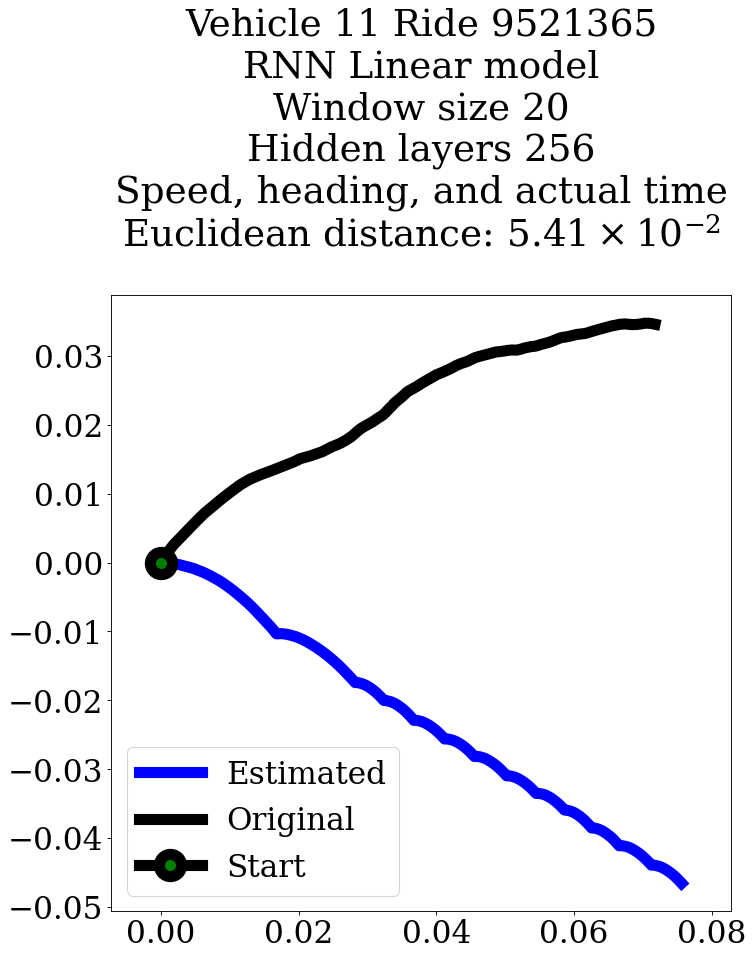 Vehicle 11 Ride 9521365
RNN Linear model
Window size 20
Hidden layers 256
Speed, heading, and actual time
Euclidean distance: 5.41 × 10⁻²
0.03
0.02
0.01
0.00
−0.01
−0.02
−0.03
−0.04
−0.05
Estimated
Original
Start
0.00 0.02 0.04 0.06 0.08